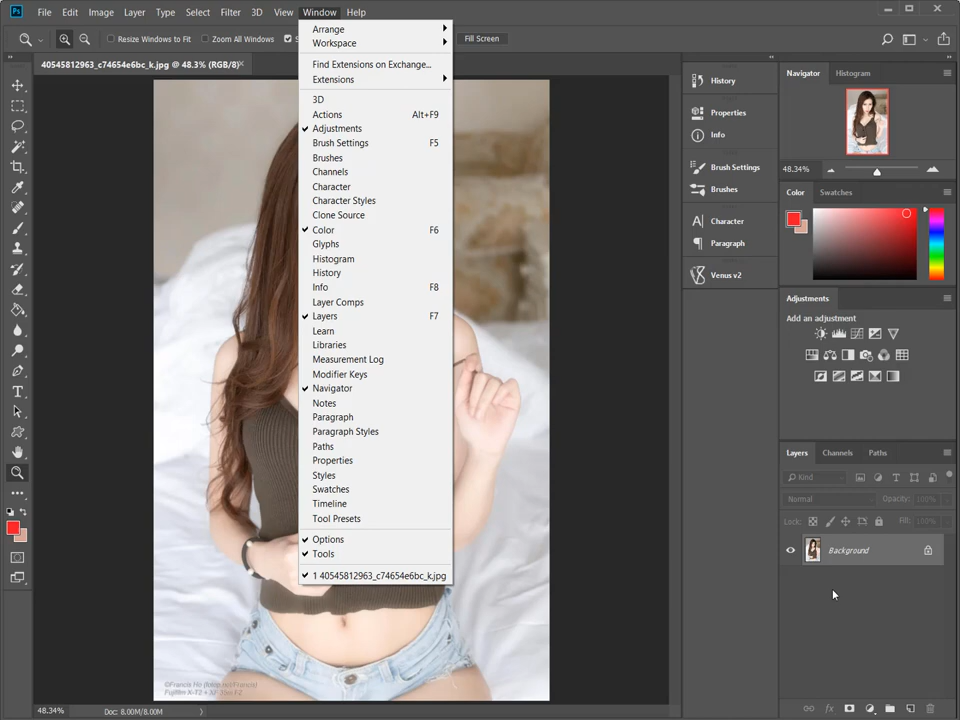 Ps File Edit Image Layer Type Select Filter 3D View Window Help
Resize Windows to Fit Zoom All Windows Fill Screen
40545812963_c74654e6bc_k.jpg @ 48.3% (RGB/8)
Arrange
Workspace
Find Extensions on Exchange...
Extensions
3D
Actions Alt+F9
Adjustments
Brush Settings F5
Brushes
Channels
Character
Character Styles
Clone Source
Color F6
Glyphs
Histogram
History
Info F8
Layer Comps
Layers F7
Learn
Libraries
Measurement Log
Modifier Keys
Navigator
Notes
Paragraph
Paragraph Styles
Paths
Properties
Styles
Swatches
Timeline
Tool Presets
Options
Tools
1 40545812963_c74654e6bc_k.jpg
History
Properties
Info
Brush Settings
Brushes
Character
Paragraph
Venus v2
Navigator Histogram
48.34%
Color Swatches
Adjustments
Add an adjustment
Layers Channels Paths
Kind
Normal Opacity: 100%
Lock: Fill: 100%
Background
48.34% Doc: 8.00M/8.00M